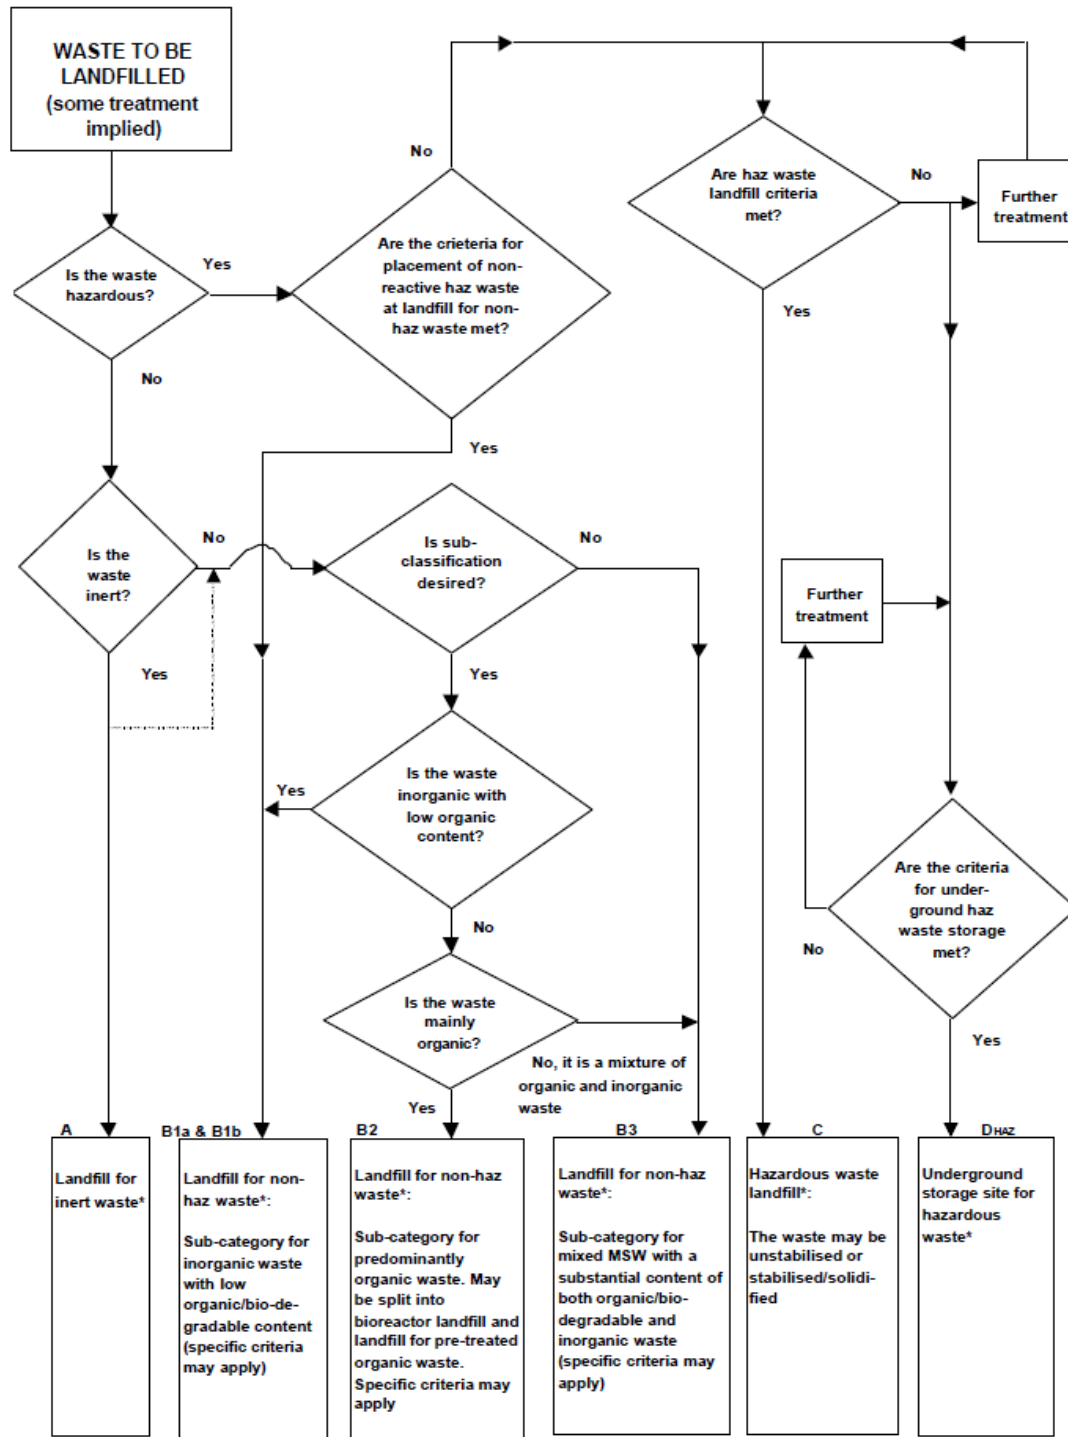 WASTE TO BE
LANDFILLED
(some treatment
implied)
No
Are haz waste
landfill criteria
met?
No
Further
treatment
Is the waste
hazardous?
Yes
Are the crieteria for
placement of non-
reactive haz waste
at landfill for non-
haz waste met?
Yes
No
Yes
Is the
waste
inert?
No
Is sub-
classification
desired?
No
Further
treatment
Yes
Yes
Is the waste
inorganic with
low organic
content?
Yes
Are the criteria
for under-
ground haz
waste storage
met?
No
No
Is the waste
mainly
organic?
Yes
No, it is a mixture of
organic and inorganic
waste
Yes
A
B1a & B1b
B2
B3
C
DHAZ
Landfill for
inert waste*
Landfill for non-
haz waste*:
Sub-category for
inorganic waste
with low
organic/bio-de-
gradable content
(specific criteria
may apply)
Landfill for non-haz
waste*:
Sub-category for
predominantly
organic waste. May
be split into
bioreactor landfill and
landfill for pre-treated
organic waste.
Specific criteria may
apply
Landfill for non-haz
waste*:
Sub-category for
mixed MSW with a
substantial content of
both organic/bio-
degradable and
inorganic waste
(specific criteria may
apply)
Hazardous waste
landfill*:
The waste may be
unstabilised or
stabilised/solidi-
fied
Underground
storage site for
hazardous
waste*